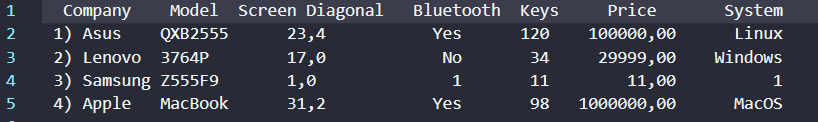 1 Company Model Screen Diagonal Bluetooth Keys Price System
2 1) Asus QXB2555 23,4 Yes 120 100000,00 Linux
3 2) Lenovo 3764P 17,0 No 34 29999,00 Windows
4 3) Samsung Z555F9 1,0 1 11 11,00 1
5 4) Apple MacBook 31,2 Yes 98 1000000,00 MacOS